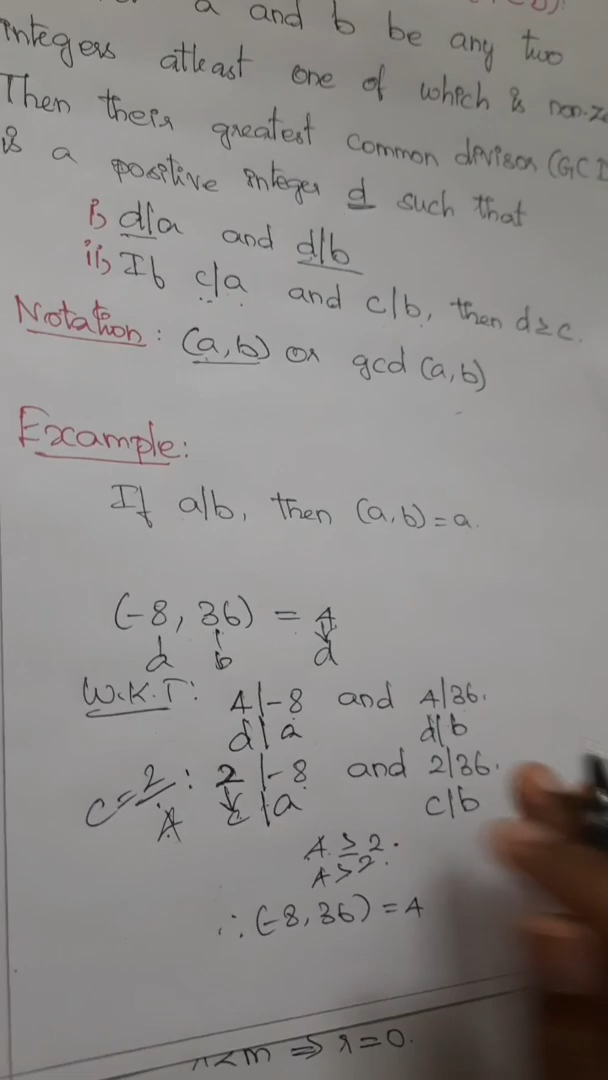 a and b be any two
integers atleast one of which is non-z
Then their greatest common devisor (GCD
is a positive integer d such that
i) d|a and d|b
ii) If c|a and c|b, then d≥c.
Notation: (a,b) or gcd (a,b)
Example:
If a|b, then (a,b)=a.
(-8, 36) = 4
a b d
W.K.T: 4|-8 and 4|36.
d|a d|b
c=2: 2|-8 and 2|36.
c|a c|b
4 ≥ 2.
4>2.
∴ (-8, 36) = 4
r<m ⇒ r=0.